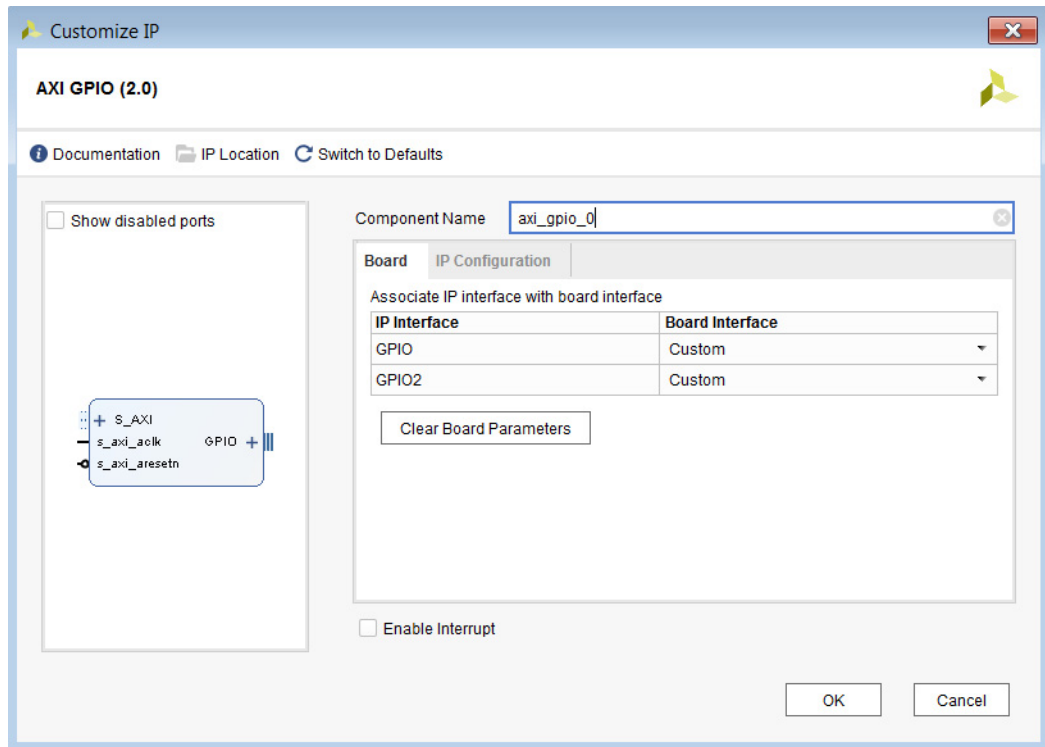 Customize IP
AXI GPIO (2.0)
Documentation IP Location Switch to Defaults
Show disabled ports
Component Name axi_gpio_0
Board IP Configuration
Associate IP interface with board interface
IP Interface Board Interface
GPIO Custom
GPIO2 Custom
Clear Board Parameters
S_AXI
s_axi_aclk GPIO
s_axi_aresetn
Enable Interrupt
OK Cancel